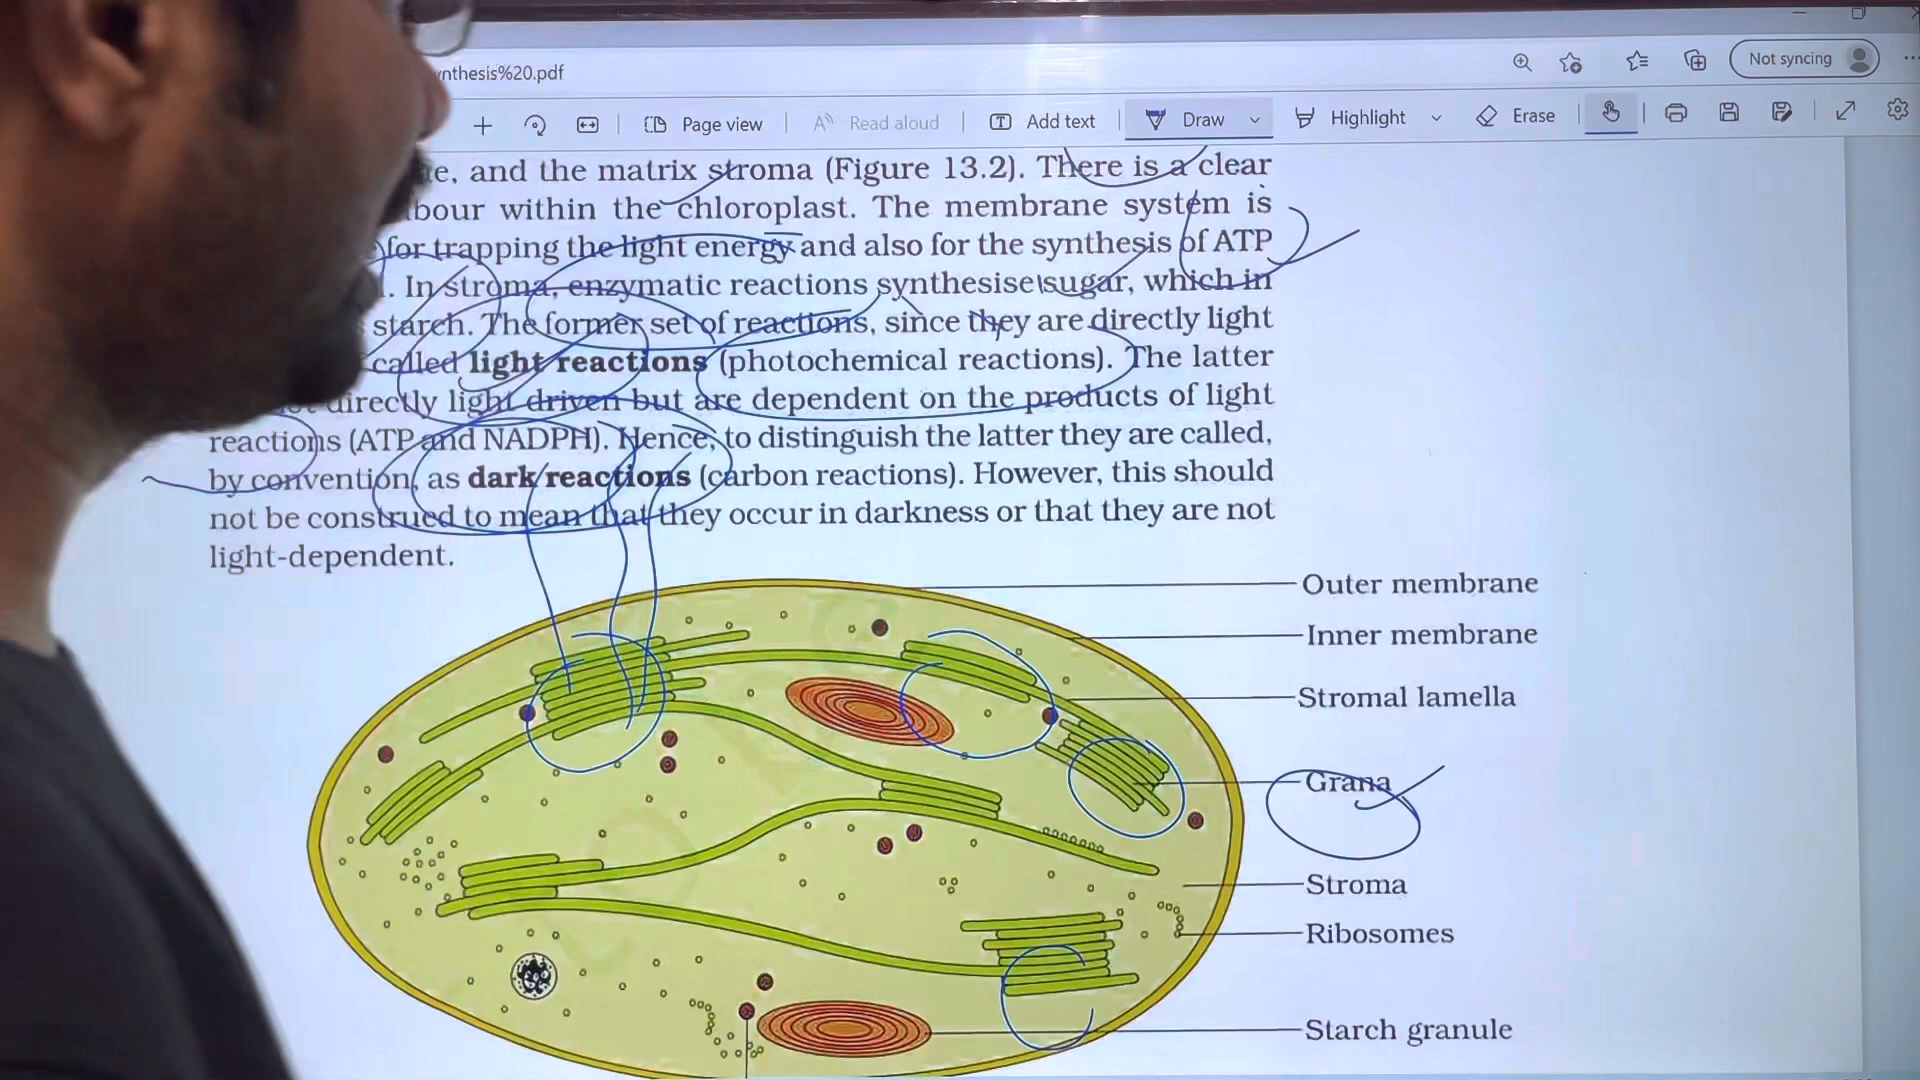 nthesis%20.pdf
Not syncing
Page view
Read aloud
Add text
Draw
Highlight
Erase
and the matrix stroma (Figure 13.2). There is a clear
bour within the chloroplast. The membrane system is
for trapping the light energy and also for the synthesis of ATP
. In stroma, enzymatic reactions synthesise sugar, which in
starch. The former set of reactions, since they are directly light
called light reactions (photochemical reactions). The latter
directly light driven but are dependent on the products of light
reactions (ATP and NADPH). Hence, to distinguish the latter they are called,
by convention, as dark reactions (carbon reactions). However, this should
not be construed to mean that they occur in darkness or that they are not
light-dependent.
Outer membrane
Inner membrane
Stromal lamella
Grana
Stroma
Ribosomes
Starch granule